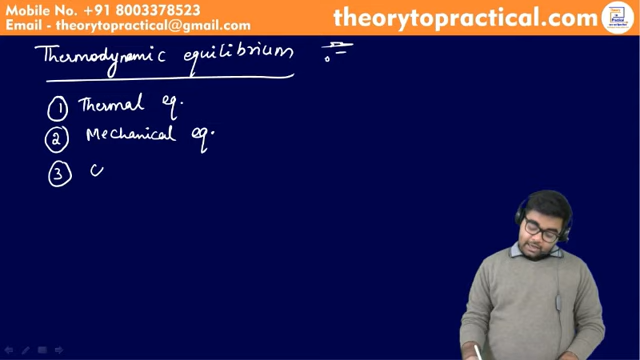 Mobile No. +91 8003378523
Email - theorytopractical@gmail.com
theorytopractical.com
Thermodynamic equilibrium :-
① Thermal eq.
② Mechanical eq.
③ C